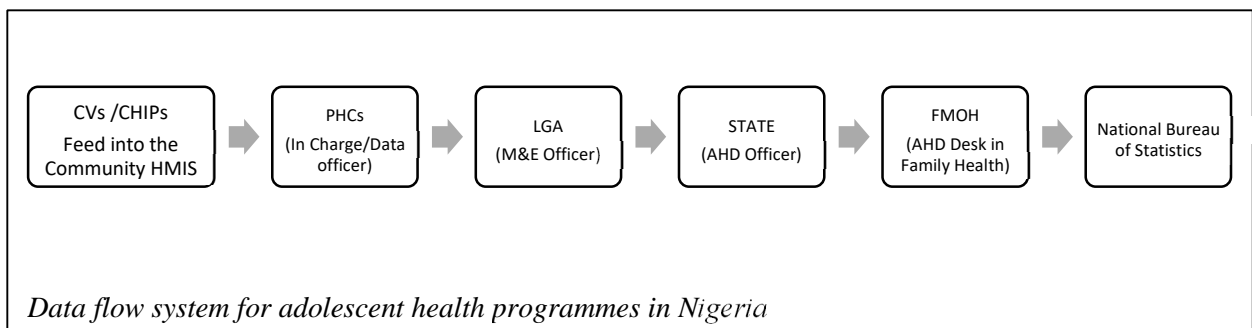 CVs /CHIPs
Feed into the
Community HMIS
PHCs
(In Charge/Data
officer)
LGA
(M&E Officer)
STATE
(AHD Officer)
FMOH
(AHD Desk in
Family Health)
National Bureau
of Statistics
Data flow system for adolescent health programmes in Nigeria